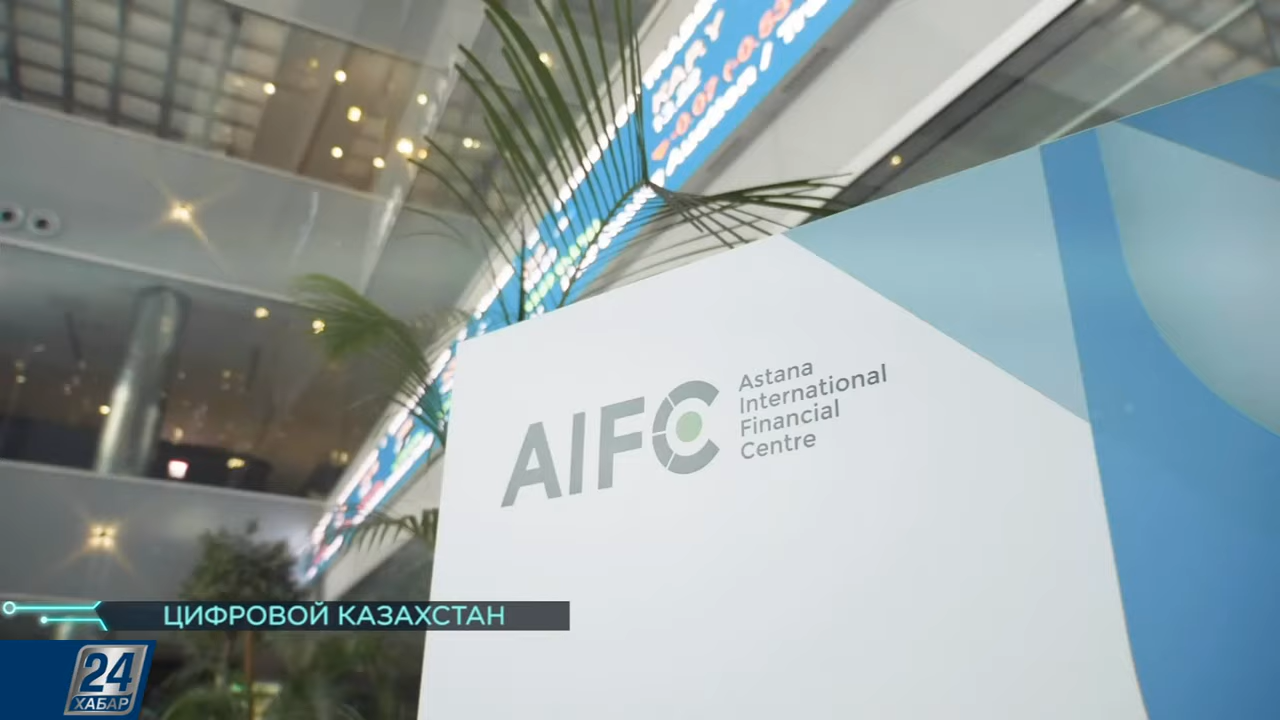 AIFC
Astana
International
Financial
Centre
ЦИФРОВОЙ КАЗАХСТАН
24
ХАБАР